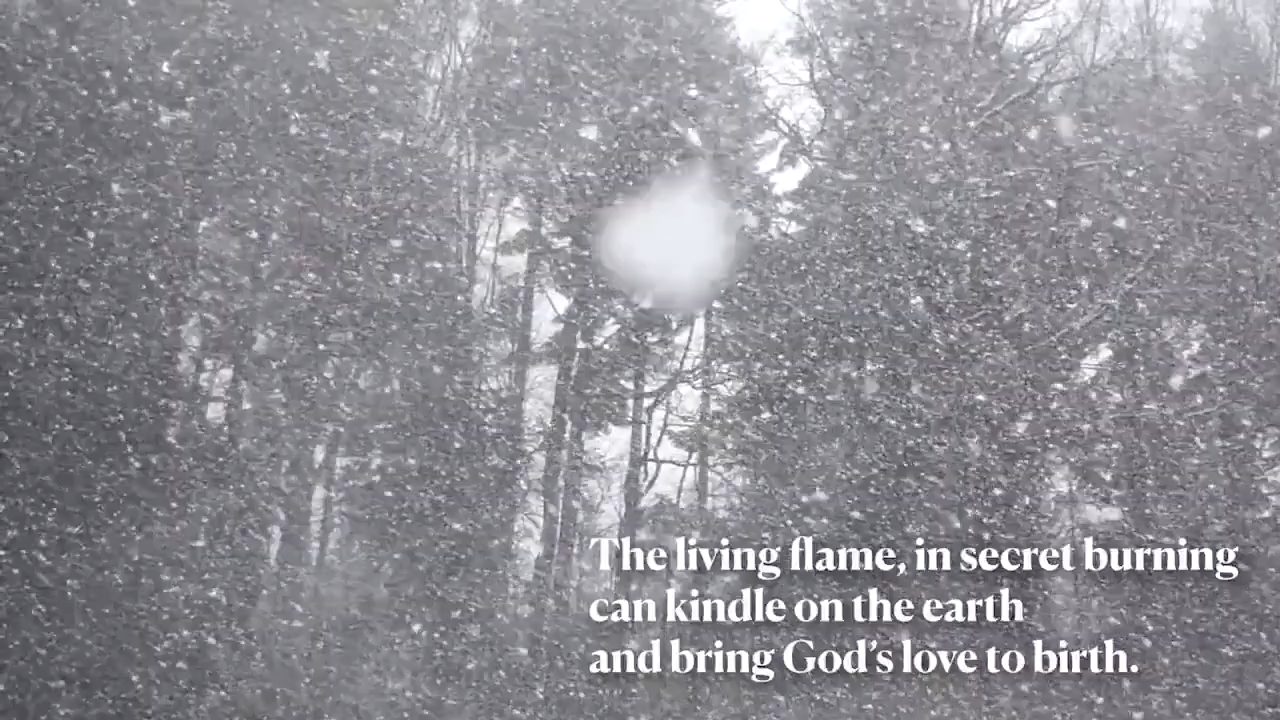 The living flame, in secret burning
can kindle on the earth
and bring God’s love to birth.